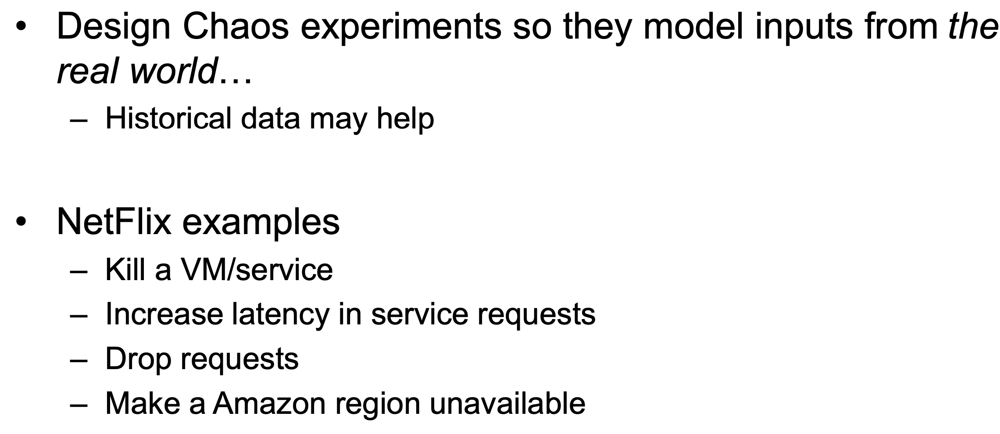 • Design Chaos experiments so they model inputs from the
real world…
– Historical data may help
• NetFlix examples
– Kill a VM/service
– Increase latency in service requests
– Drop requests
– Make a Amazon region unavailable